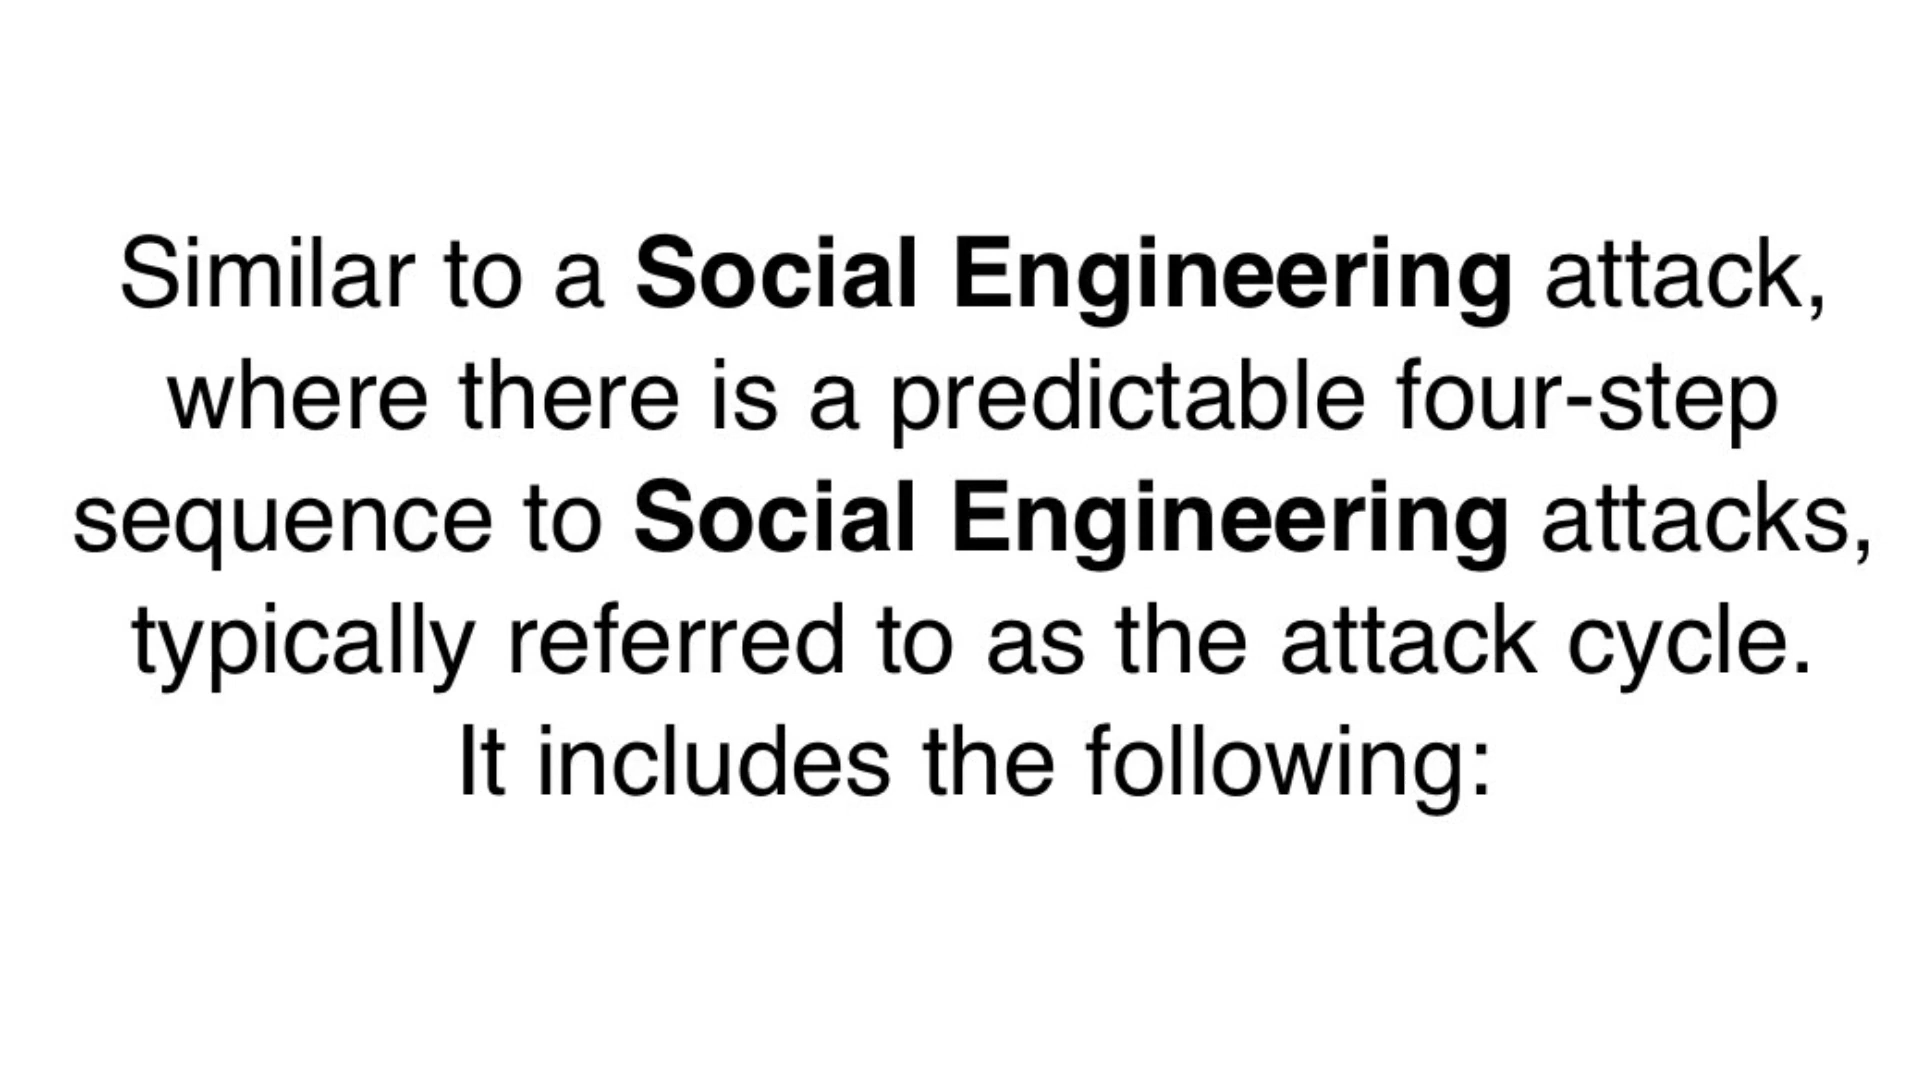 Similar to a Social Engineering attack,
where there is a predictable four-step
sequence to Social Engineering attacks,
typically referred to as the attack cycle.
It includes the following: